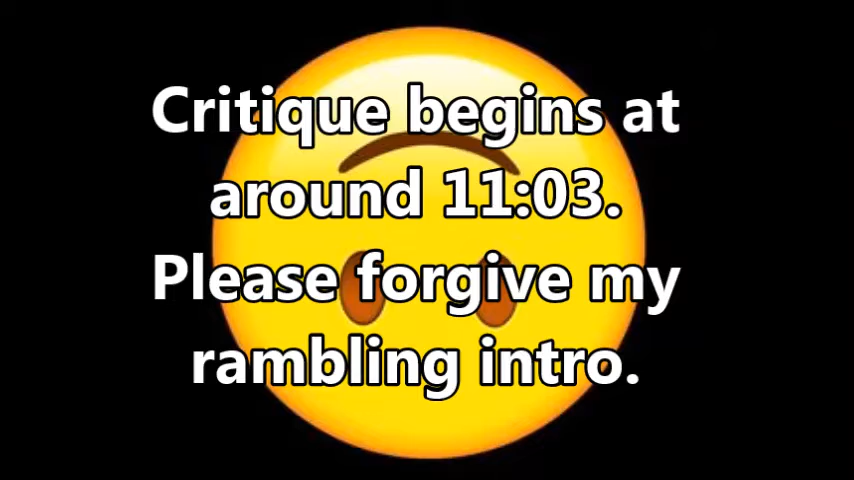 Critique begins at
around 11:03.
Please forgive my
rambling intro.